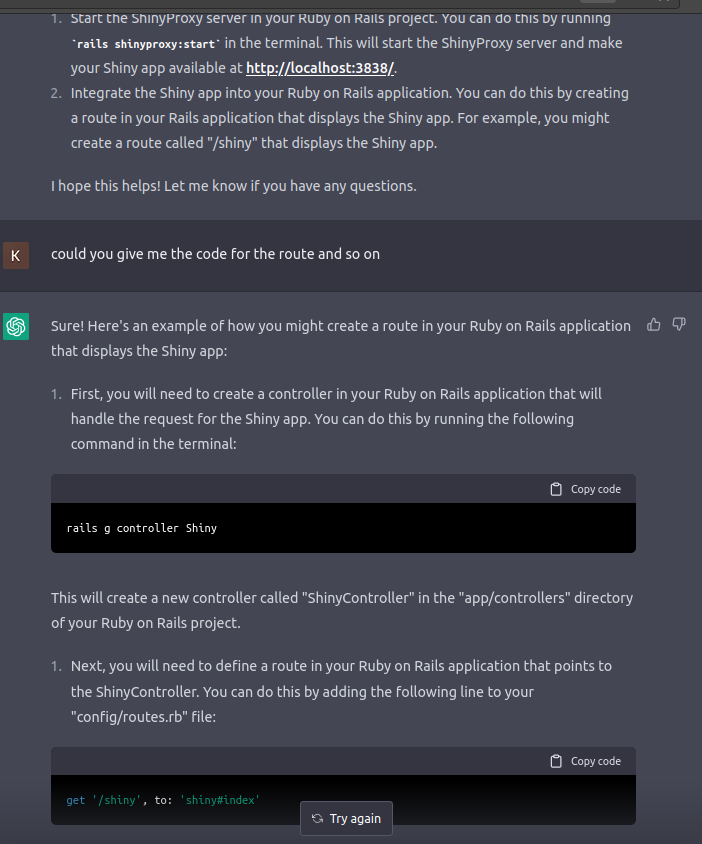 1. Start the ShinyProxy server in your Ruby on Rails project. You can do this by running
`rails shinyproxy:start` in the terminal. This will start the ShinyProxy server and make
your Shiny app available at http://localhost:3838/.
2. Integrate the Shiny app into your Ruby on Rails application. You can do this by creating
a route in your Rails application that displays the Shiny app. For example, you might
create a route called "/shiny" that displays the Shiny app.
I hope this helps! Let me know if you have any questions.
K
could you give me the code for the route and so on
Sure! Here's an example of how you might create a route in your Ruby on Rails application
that displays the Shiny app:
1. First, you will need to create a controller in your Ruby on Rails application that will
handle the request for the Shiny app. You can do this by running the following
command in the terminal:
Copy code
rails g controller Shiny
This will create a new controller called "ShinyController" in the "app/controllers" directory
of your Ruby on Rails project.
1. Next, you will need to define a route in your Ruby on Rails application that points to
the ShinyController. You can do this by adding the following line to your
"config/routes.rb" file:
Copy code
get '/shiny', to: 'shiny#index'
Try again